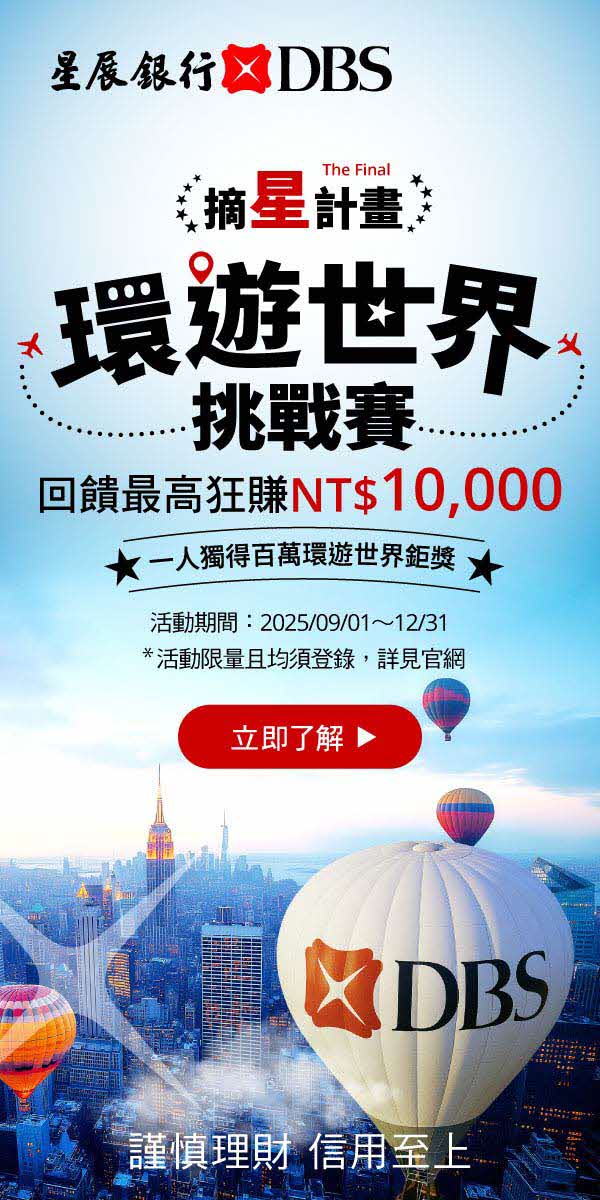 星展銀行 DBS
The Final
摘星計畫
環遊世界
挑戰賽
回饋最高狂賺NT$10,000
一人獨得百萬環遊世界鉅獎
活動期間：2025/09/01～12/31
*活動限量且均須登錄，詳見官網
立即了解
DBS
謹慎理財 信用至上